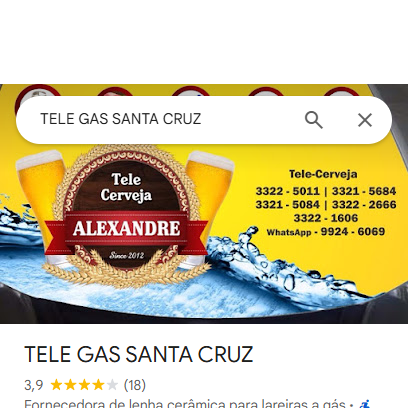 TELE GAS SANTA CRUZ
Tele
Cerveja
ALEXANDRE
Since 2012
Tele-Cerveja
3322 - 5011 | 3321 - 5684
3321 - 5084 | 3322 - 2666
3322 - 1606
WhatsApp - 9924 - 6069
TELE GAS SANTA CRUZ
3,9 ★★★★★ (18)
Fornecedora de lenha cerâmica para lareiras a gás ·